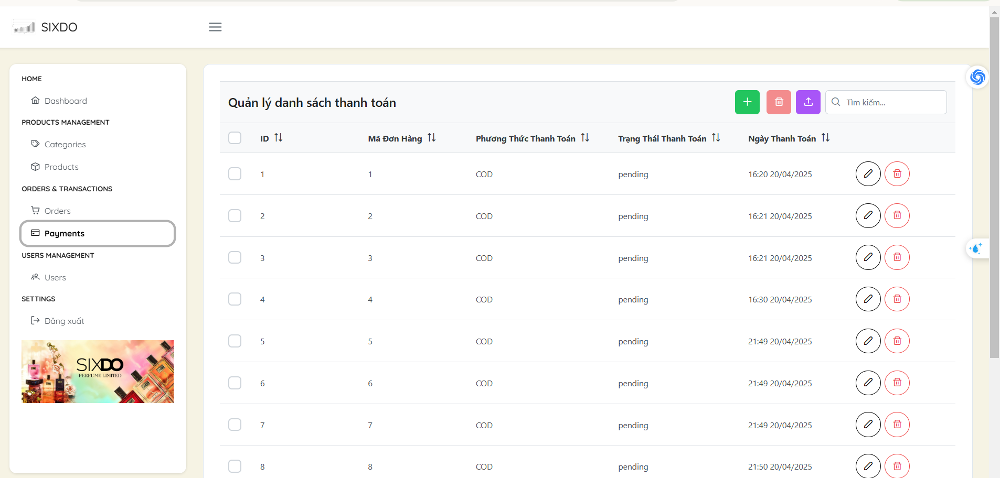 SIXDO
HOME
Dashboard
PRODUCTS MANAGEMENT
Categories
Products
ORDERS & TRANSACTIONS
Orders
Payments
USERS MANAGEMENT
Users
SETTINGS
Đăng xuất
SIXDO
PERFUME LIMITED
Quản lý danh sách thanh toán
Tìm kiếm...
ID Mã Đơn Hàng Phương Thức Thanh Toán Trạng Thái Thanh Toán Ngày Thanh Toán
1 1 COD pending 16:20 20/04/2025
2 2 COD pending 16:21 20/04/2025
3 3 COD pending 16:21 20/04/2025
4 4 COD pending 16:30 20/04/2025
5 5 COD pending 21:49 20/04/2025
6 6 COD pending 21:49 20/04/2025
7 7 COD pending 21:49 20/04/2025
8 8 COD pending 21:50 20/04/2025